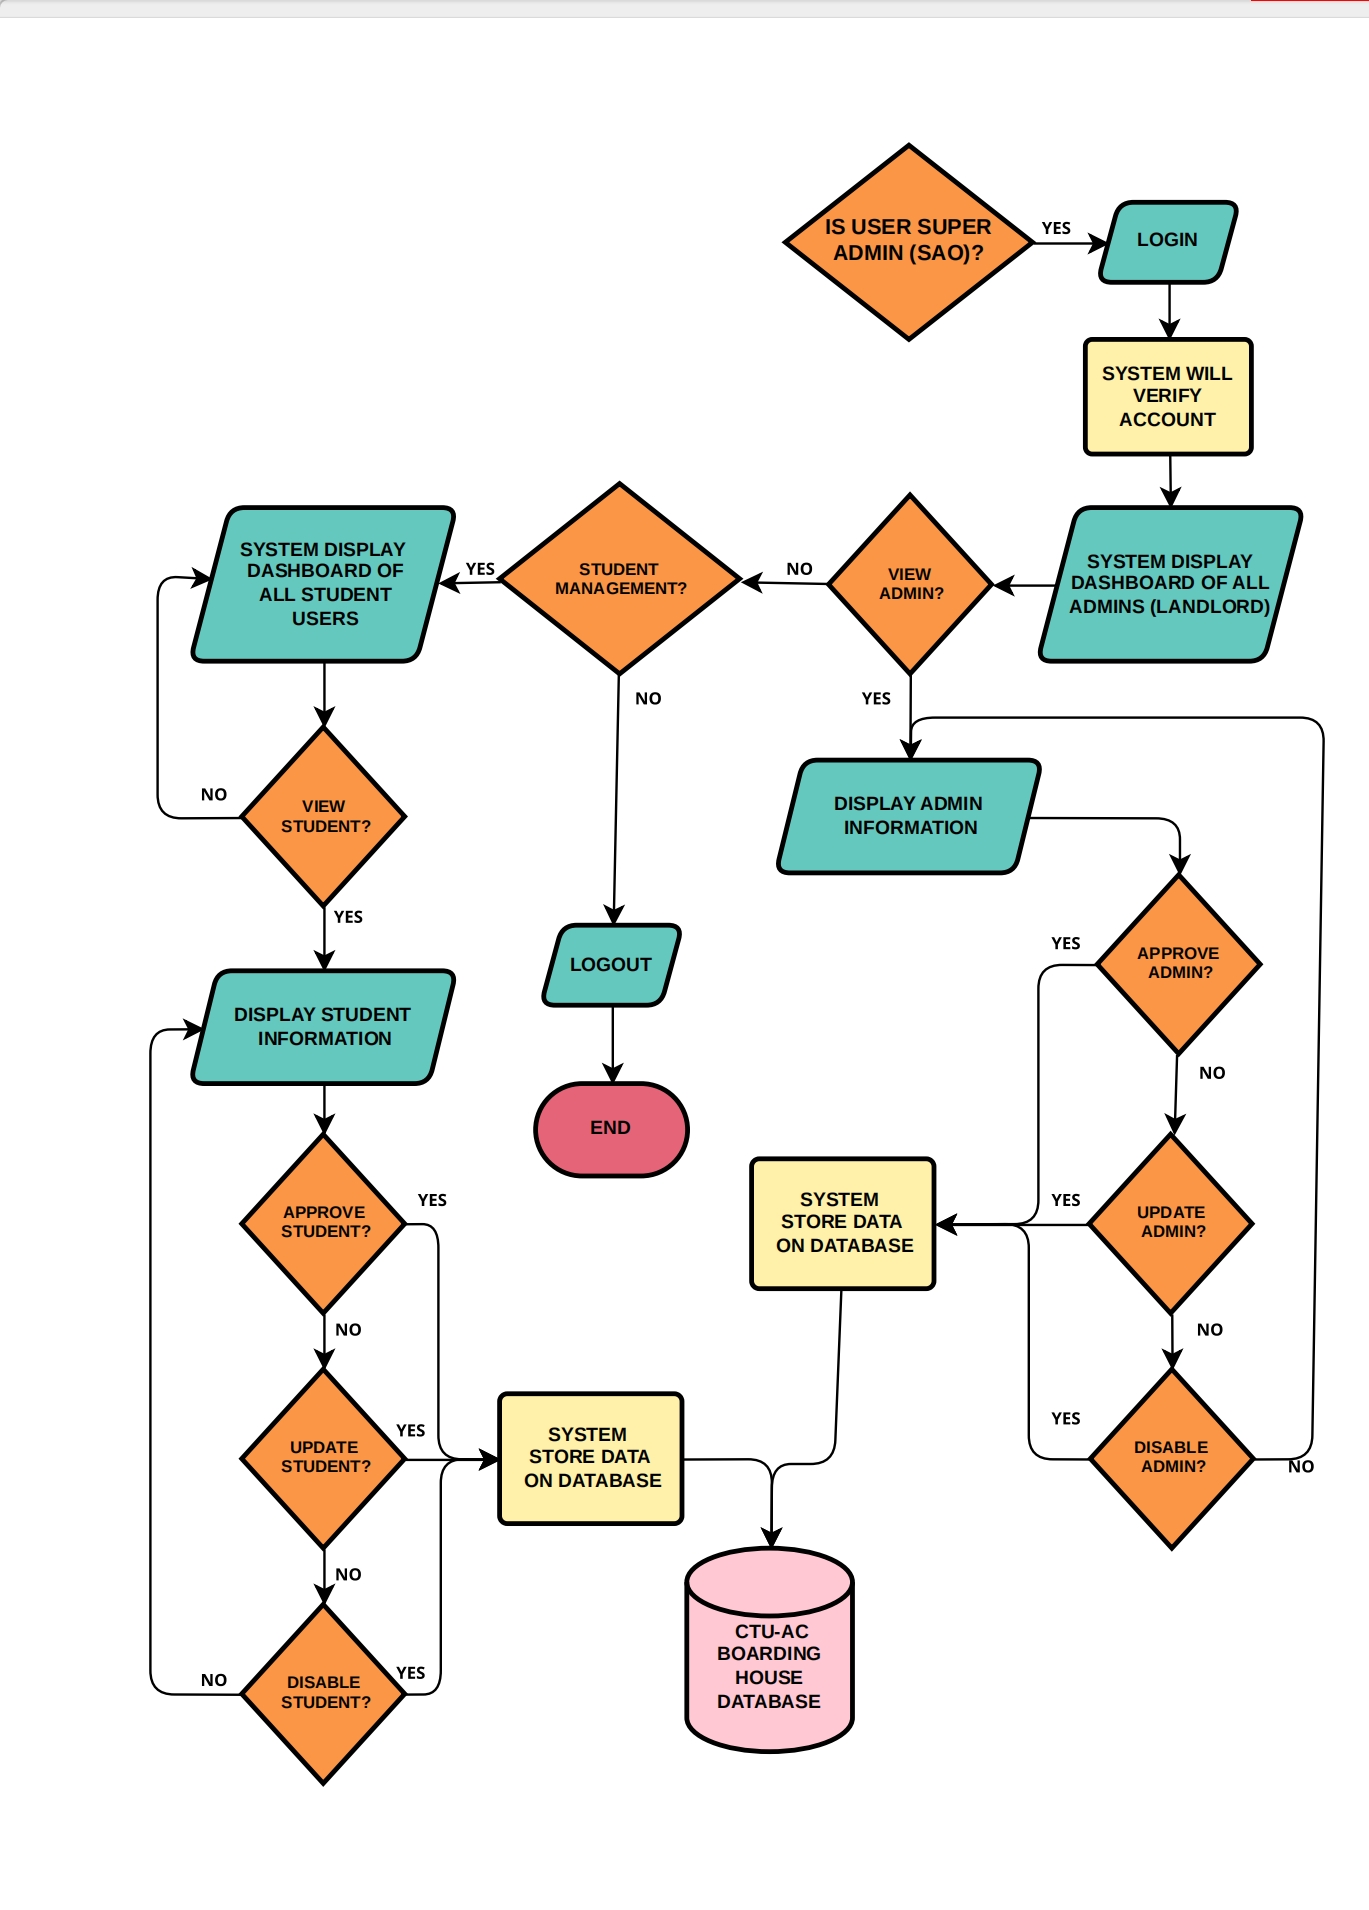 IS USER SUPER
ADMIN (SAO)?
YES
LOGIN
SYSTEM WILL
VERIFY
ACCOUNT
SYSTEM DISPLAY
DASHBOARD OF ALL
ADMINS (LANDLORD)
VIEW
ADMIN?
NO
STUDENT
MANAGEMENT?
YES
SYSTEM DISPLAY
DASHBOARD OF
ALL STUDENT
USERS
NO
YES
DISPLAY ADMIN
INFORMATION
VIEW
STUDENT?
NO
YES
LOGOUT
END
DISPLAY STUDENT
INFORMATION
APPROVE
ADMIN?
YES
NO
UPDATE
ADMIN?
YES
NO
DISABLE
ADMIN?
YES
NO
SYSTEM
STORE DATA
ON DATABASE
APPROVE
STUDENT?
YES
NO
UPDATE
STUDENT?
YES
NO
DISABLE
STUDENT?
YES
NO
SYSTEM
STORE DATA
ON DATABASE
CTU-AC
BOARDING
HOUSE
DATABASE